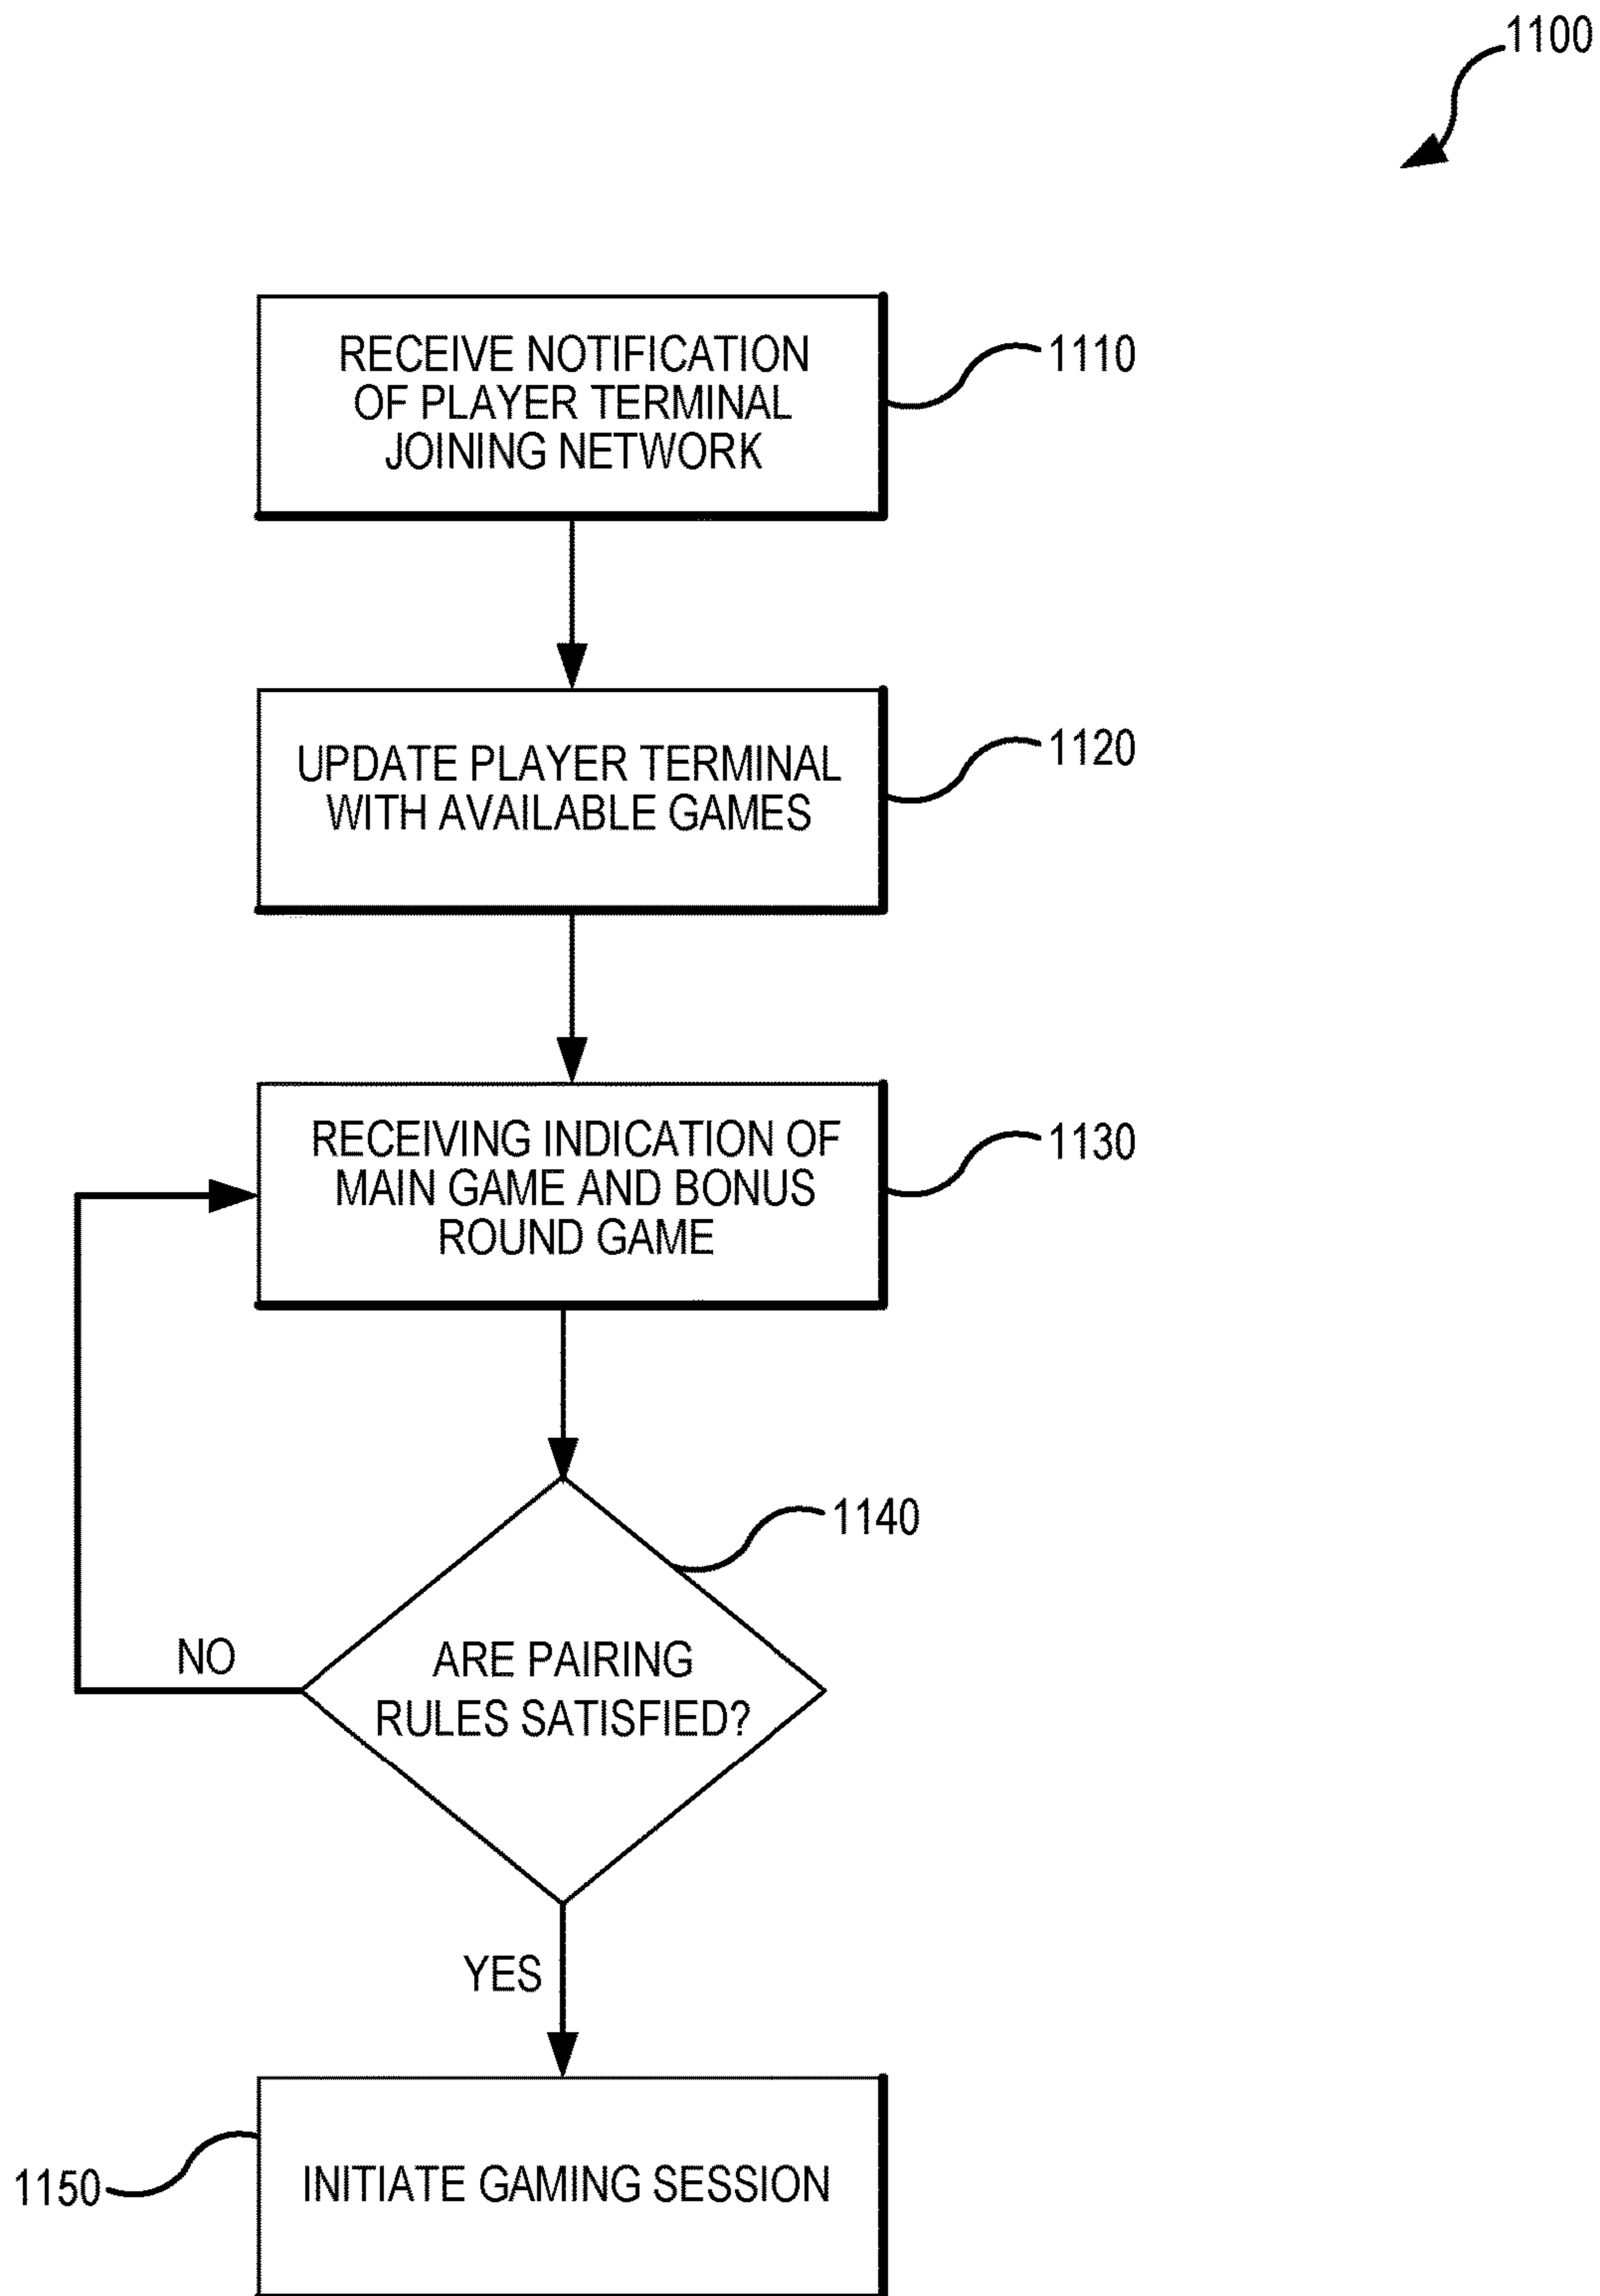 1100
RECEIVE NOTIFICATION
OF PLAYER TERMINAL
JOINING NETWORK
1110
UPDATE PLAYER TERMINAL
WITH AVAILABLE GAMES
1120
RECEIVING INDICATION OF
MAIN GAME AND BONUS
ROUND GAME
1130
1140
ARE PAIRING
RULES SATISFIED?
NO
YES
1150
INITIATE GAMING SESSION